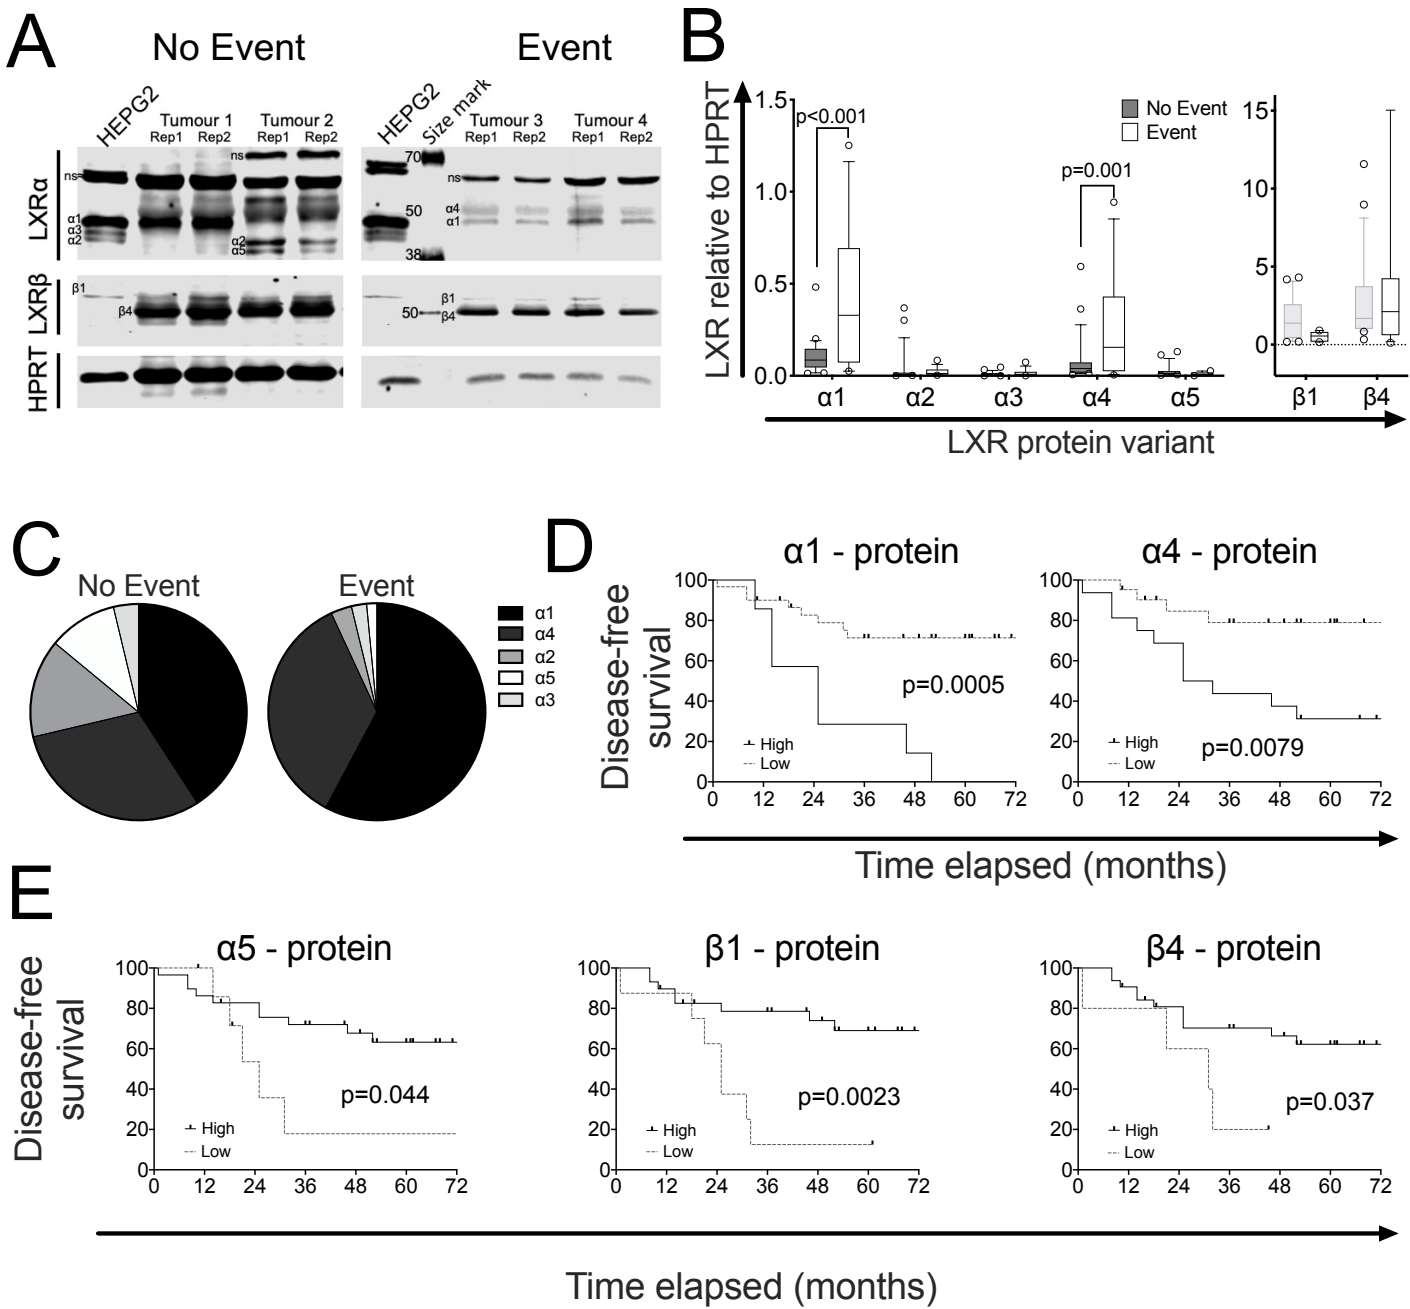 A
No Event
Event
HEPG2
Tumour 1
Tumour 2
Rep1
Rep2
Rep1
Rep2
HEPG2
Size mark
Tumour 3
Tumour 4
Rep1
Rep2
Rep1
Rep2
LXRα
ns
ns
α1
α3
α2
α2
α5
70
50
38
ns
α4
α1
LXRβ
β1
β4
50
β1
β4
HPRT
B
LXR relative to HPRT
1.5
1.0
0.5
0.0
p<0.001
p=0.001
No Event
Event
15
10
5
0
α1
α2
α3
α4
α5
β1
β4
LXR protein variant
C
No Event
Event
α1
α4
α2
α5
α3
D
Disease-free
survival
α1 - protein
100
80
60
40
20
0
p=0.0005
High
Low
0 12 24 36 48 60 72
α4 - protein
100
80
60
40
20
0
p=0.0079
High
Low
0 12 24 36 48 60 72
Time elapsed (months)
E
Disease-free
survival
α5 - protein
100
80
60
40
20
0
p=0.044
High
Low
0 12 24 36 48 60 72
β1 - protein
100
80
60
40
20
0
p=0.0023
High
Low
0 12 24 36 48 60 72
β4 - protein
100
80
60
40
20
0
p=0.037
High
Low
0 12 24 36 48 60 72
Time elapsed (months)